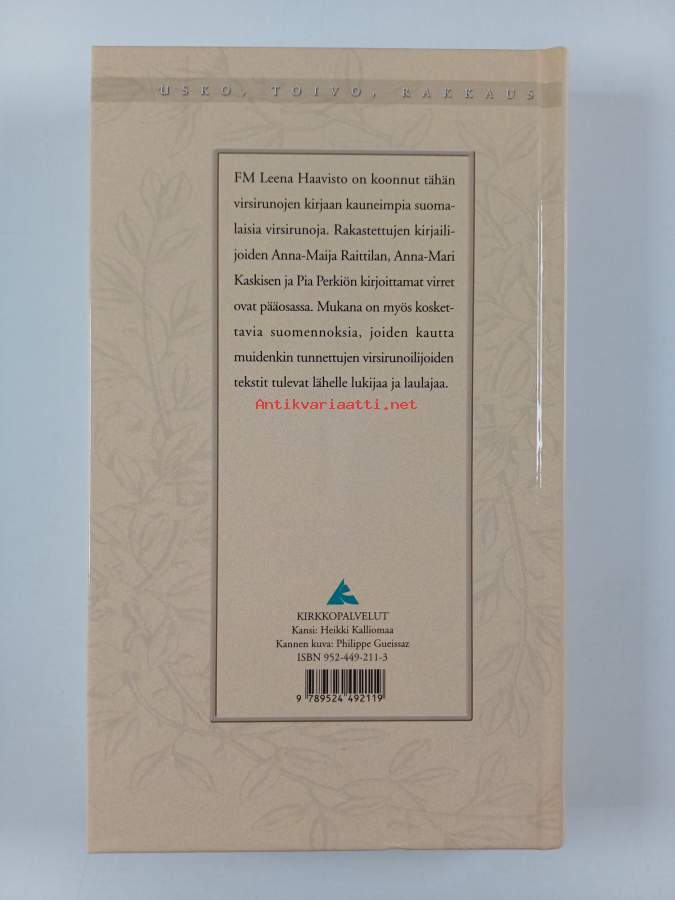 USKO, TOIVO, RAKKAUS
FM Leena Haavisto on koonnut tähän
virsirunojen kirjaan kauneimpia suoma-
laisia virsirunoja. Rakastettujen kirjaili-
joiden Anna-Maija Raittilan, Anna-Mari
Kaskisen ja Pia Perkiön kirjoittamat virret
ovat pääosassa. Mukana on myös kosket-
tavia suomennoksia, joiden kautta
muidenkin tunnettujen virsirunoilijoiden
tekstit tulevat lähelle lukijaa ja laulajaa.
Antikvariaatti.net
KIRKKOPALVELUT
Kansi: Heikki Kalliomaa
Kannen kuva: Philippe Gueissaz
ISBN 952-449-211-3
9 789524 492119